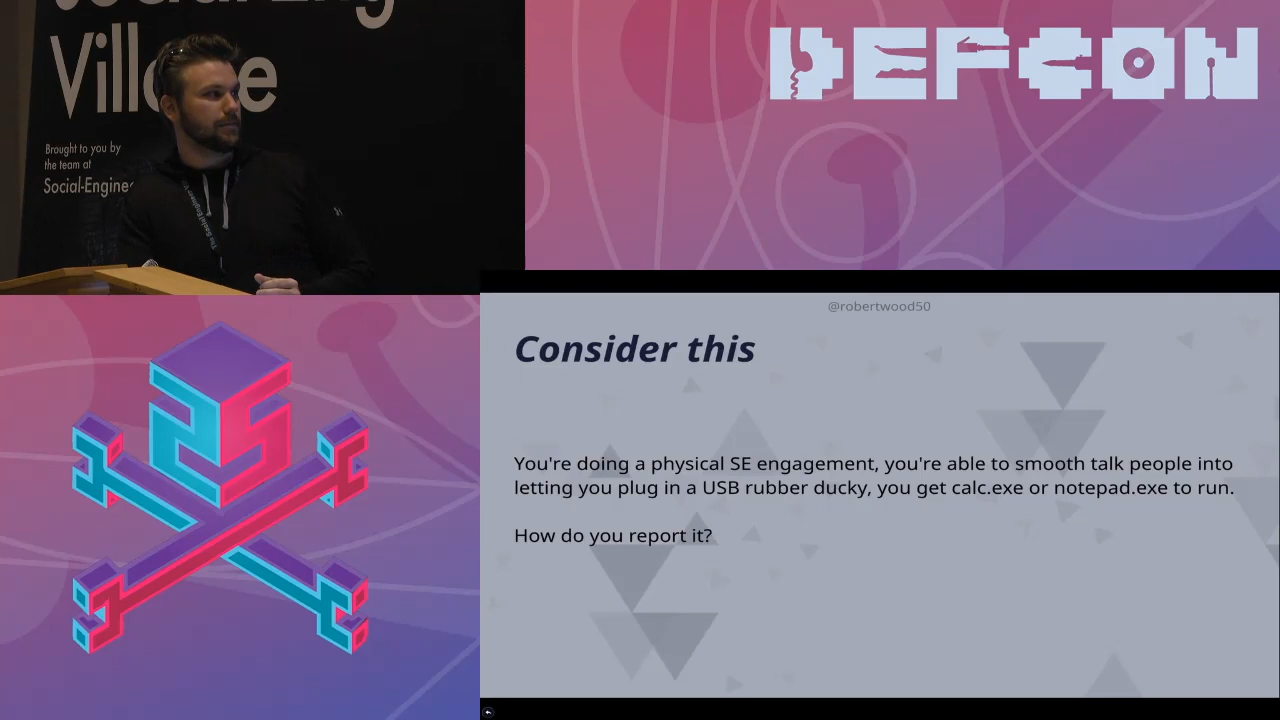 Village
Brought to you by
the team at
Social-Engineer
DEFCON
@robertwood50
Consider this
You're doing a physical SE engagement, you're able to smooth talk people into
letting you plug in a USB rubber ducky, you get calc.exe or notepad.exe to run.
How do you report it?